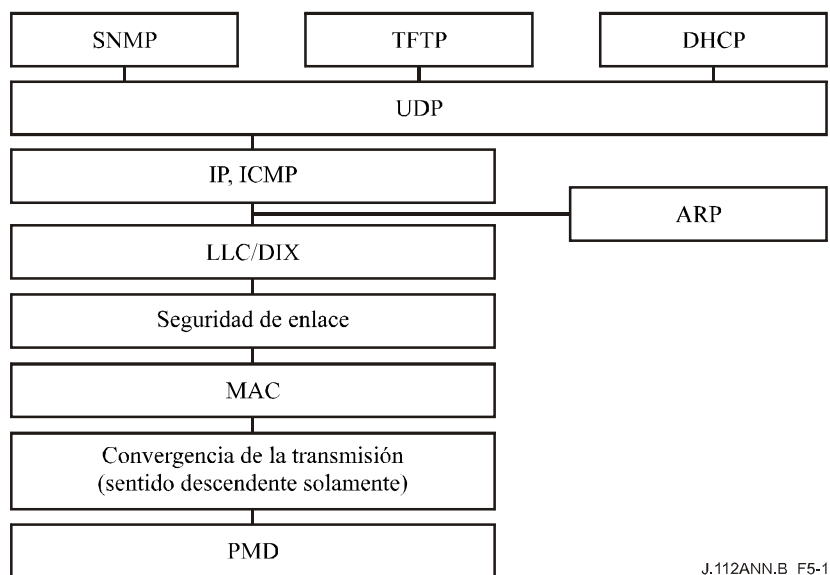 SNMP
TFTP
DHCP
UDP
IP, ICMP
ARP
LLC/DIX
Seguridad de enlace
MAC
Convergencia de la transmisión
(sentido descendente solamente)
PMD
J.112ANN.B_F5-1